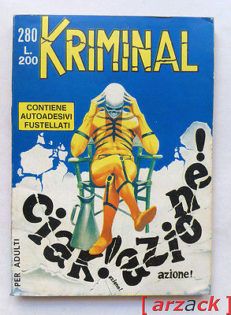 280
L.
200
KRIMINAL
CONTIENE
AUTOADESIVI
FUSTELLATI
Ciak! azione!
azione!
PER ADULTI
[arzack]